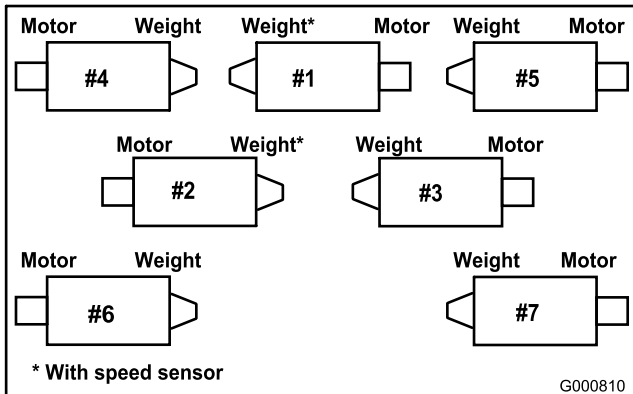 Motor Weight Weight* Motor Weight Motor
#4 #1 #5
Motor Weight* Weight Motor
#2 #3
Motor Weight Weight Motor
#6 #7
* With speed sensor
G000810